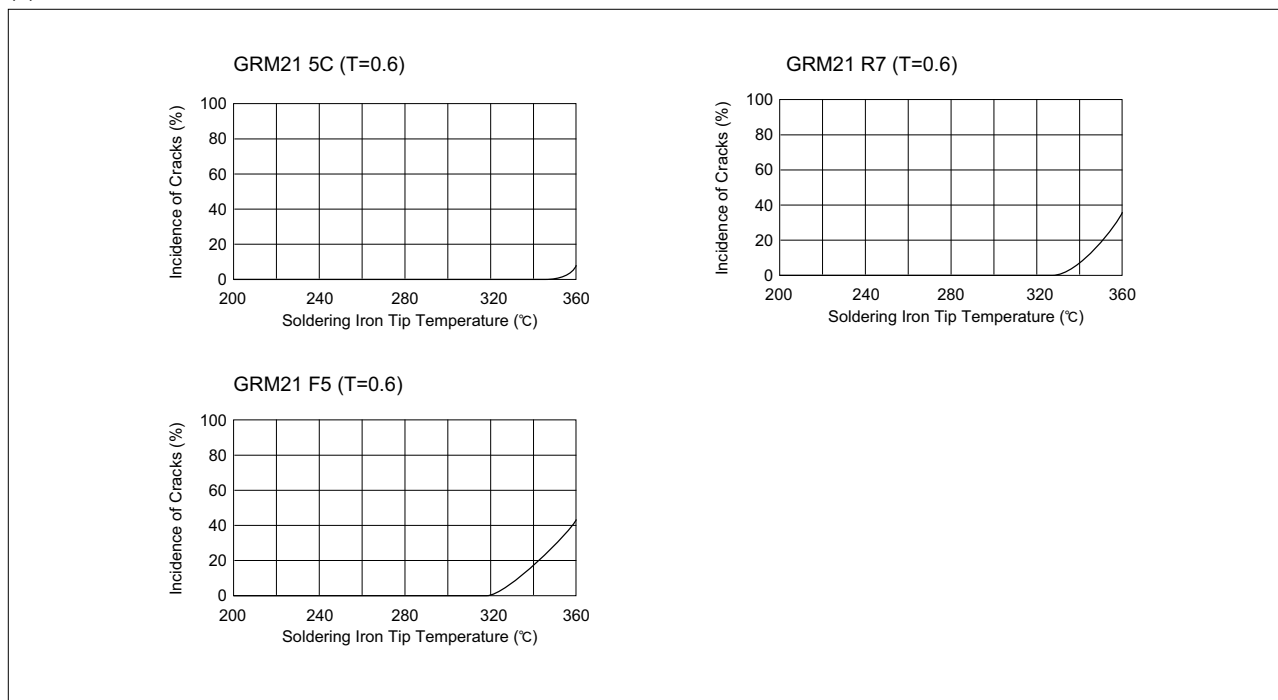 GRM21 5C (T=0.6)
Incidence of Cracks (%)
100
80
60
40
20
0
200 240 280 320 360
Soldering Iron Tip Temperature (℃)
GRM21 R7 (T=0.6)
Incidence of Cracks (%)
100
80
60
40
20
0
200 240 280 320 360
Soldering Iron Tip Temperature (℃)
GRM21 F5 (T=0.6)
Incidence of Cracks (%)
100
80
60
40
20
0
200 240 280 320 360
Soldering Iron Tip Temperature (℃)